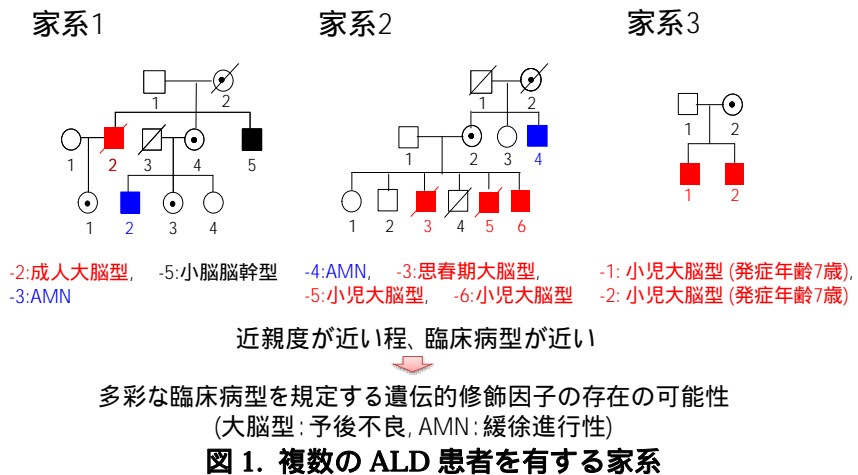 家系1 家系2 家系3
1 2
1 2 3 4 5
1 2 3 4
1 2
1 2 3 4
1 2 3 4 5 6
1 2
1 2
-2:成人大脳型, -5:小脳脳幹型
-3:AMN
-4:AMN, -3:思春期大脳型,
-5:小児大脳型, -6:小児大脳型
-1: 小児大脳型 (発症年齢7歳),
-2: 小児大脳型 (発症年齢7歳)
近親度が近い程、臨床病型が近い
多彩な臨床病型を規定する遺伝的修飾因子の存在の可能性
(大脳型:予後不良, AMN:緩徐進行性)
図 1. 複数の ALD 患者を有する家系